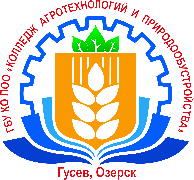 ГБУ КО ПОО «КОЛЛЕДЖ АГРОТЕХНОЛОГИЙ И ПРИРОДООБУСТРОЙСТВА»
Гусев, Озерск